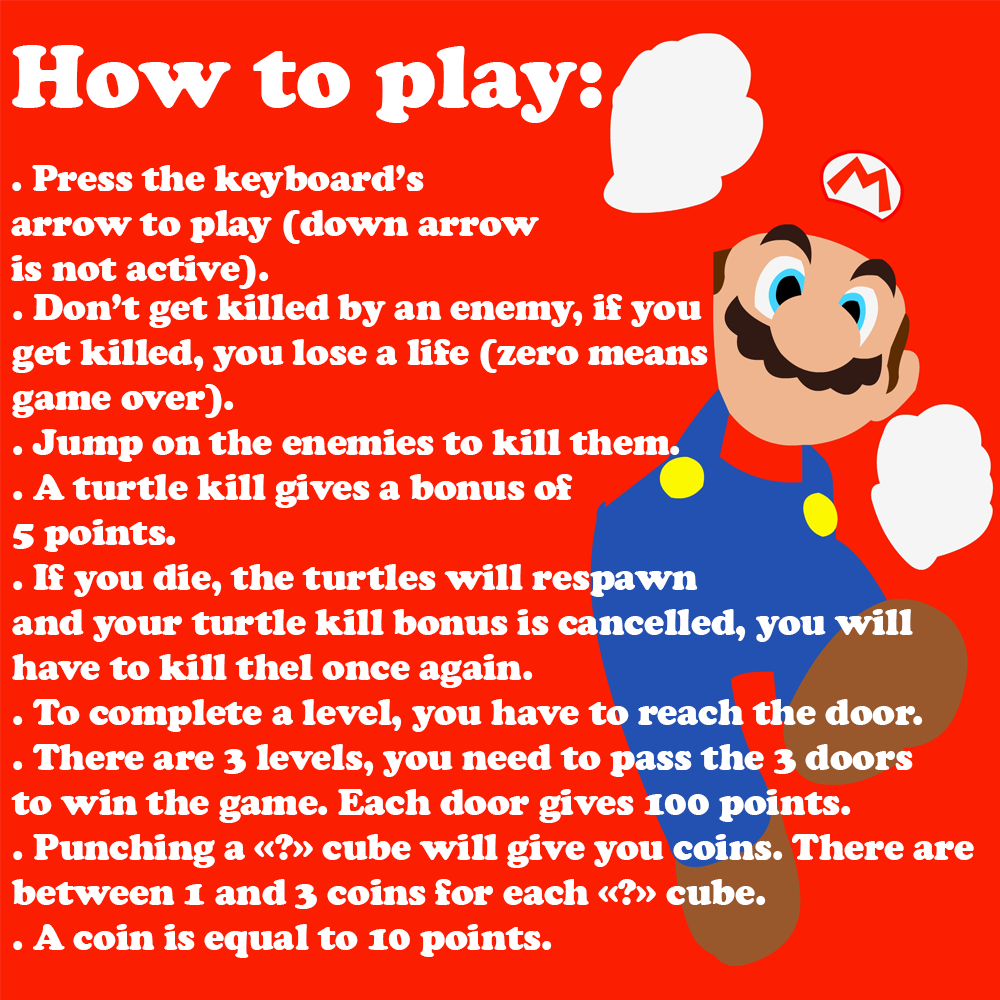 How to play:
. Press the keyboard’s
arrow to play (down arrow
is not active).
. Don’t get killed by an enemy, if you
get killed, you lose a life (zero means
game over).
. Jump on the enemies to kill them.
. A turtle kill gives a bonus of
5 points.
. If you die, the turtles will respawn
and your turtle kill bonus is cancelled, you will
have to kill thel once again.
. To complete a level, you have to reach the door.
. There are 3 levels, you need to pass the 3 doors
to win the game. Each door gives 100 points.
. Punching a «?» cube will give you coins. There are
between 1 and 3 coins for each «?» cube.
. A coin is equal to 10 points.
M